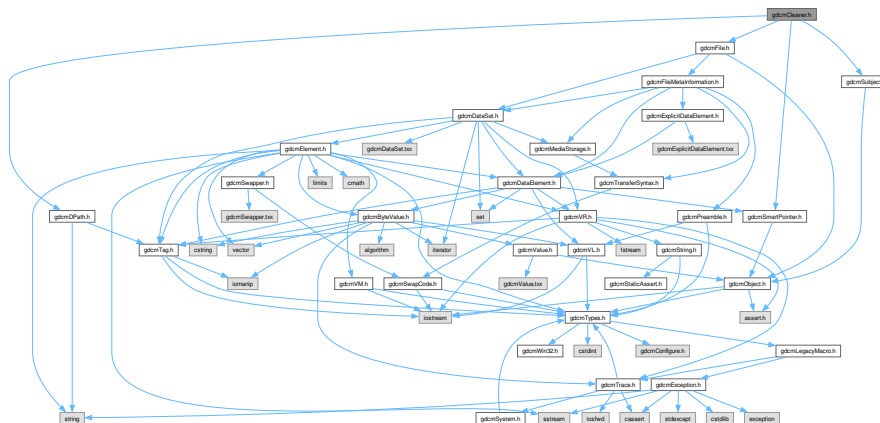 gdcmCleaner.h
gdcmFile.h
gdcmSubject
gdcmFileMetaInformation.h
gdcmDataSet.h
gdcmExplicitDataElement.h
gdcmElement.h
gdcmDataSet.txx
gdcmMediaStorage.h
gdcmExplicitDataElement.txx
gdcmSwapper.h
limits
cmath
gdcmDataElement.h
gdcmTransferSyntax.h
gdcmDPath.h
gdcmSwapper.txx
gdcmByteValue.h
set
gdcmVR.h
gdcmPreamble.h
gdcmSmartPointer.h
gdcmTag.h
cstring
vector
algorithm
iterator
gdcmValue.h
gdcmVL.h
fstream
gdcmString.h
iomanip
gdcmVM.h
gdcmSwapCode.h
gdcmValue.txx
gdcmStaticAssert.h
gdcmObject.h
iostream
gdcmTypes.h
assert.h
gdcmWin32.h
cstdint
gdcmConfigure.h
gdcmLegacyMacro.h
gdcmTrace.h
gdcmException.h
string
gdcmSystem.h
sstream
iosfwd
cassert
stdexcept
cstdlib
exception